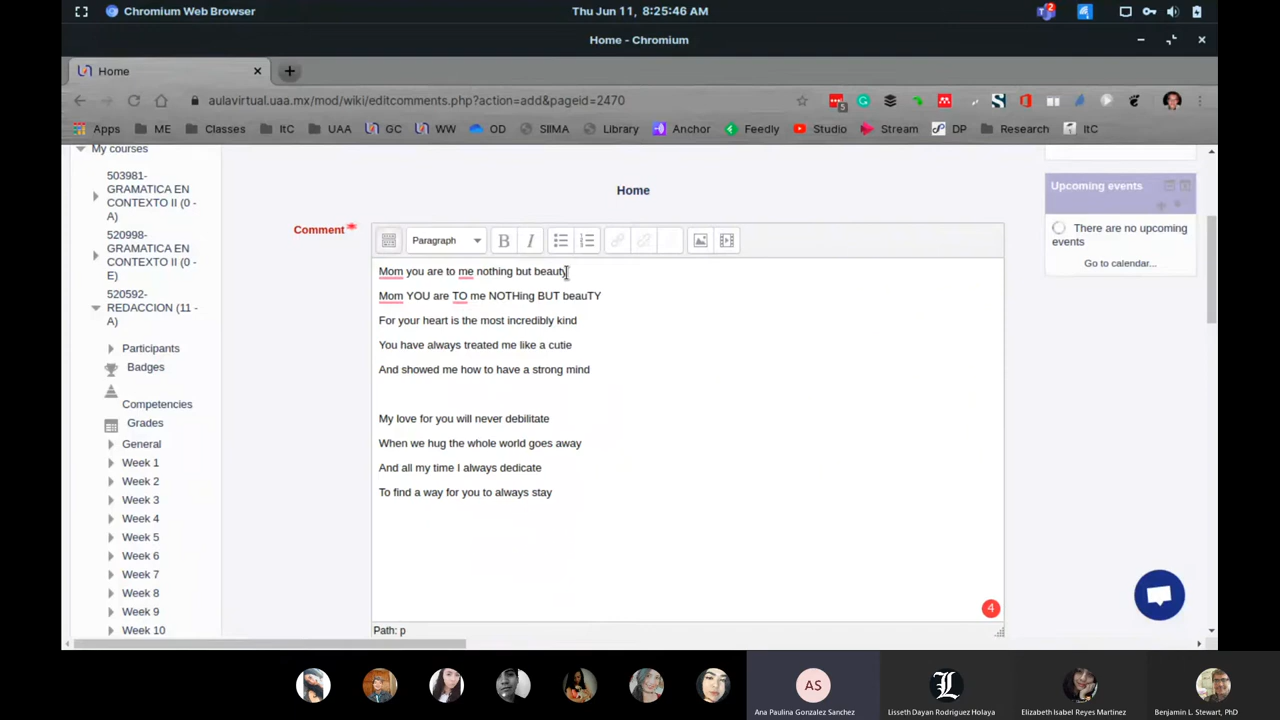 Chromium Web Browser
Thu Jun 11, 8:25:46 AM
2
Home - Chromium
Home
aulavirtual.uaa.mx/mod/wiki/editcomments.php?action=add&pageid=2470
5
Apps ME Classes ItC UAA GC WW OD SIIMA Library Anchor Feedly Studio Stream DP Research ItC
My courses
503981-
GRAMATICA EN
CONTEXTO II (0 -
A)
520998-
GRAMATICA EN
CONTEXTO II (0 -
E)
520592-
REDACCION (11 -
A)
Participants
Badges
Competencies
Grades
General
Week 1
Week 2
Week 3
Week 4
Week 5
Week 6
Week 7
Week 8
Week 9
Week 10
Home
Comment
Paragraph
B I
Mom you are to me nothing but beauty
Mom YOU are TO me NOTHing BUT beauTY
For your heart is the most incredibly kind
You have always treated me like a cutie
And showed me how to have a strong mind
My love for you will never debilitate
When we hug the whole world goes away
And all my time I always dedicate
To find a way for you to always stay
4
Path: p
Upcoming events
There are no upcoming
events
Go to calendar...
AS
L
Ana Paulina Gonzalez Sanchez
Lisseth Dayan Rodriguez Holaya
Elizabeth Isabel Reyes Martinez
Benjamin L. Stewart, PhD